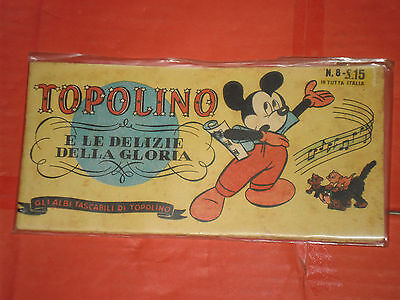 N. 8 - £.15
IN TUTTA ITALIA
TOPOLINO
E LE DELIZIE
DELLA GLORIA
GLI ALBI TASCABILI DI TOPOLINO